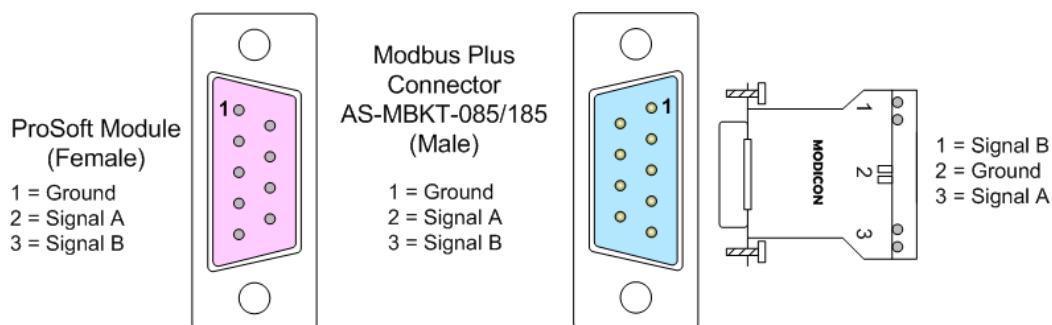 ProSoft Module
(Female)
1 = Ground
2 = Signal A
3 = Signal B
1
Modbus Plus
Connector
AS-MBKT-085/185
(Male)
1 = Ground
2 = Signal A
3 = Signal B
1
MODICON
1
2
3
1 = Signal B
2 = Ground
3 = Signal A